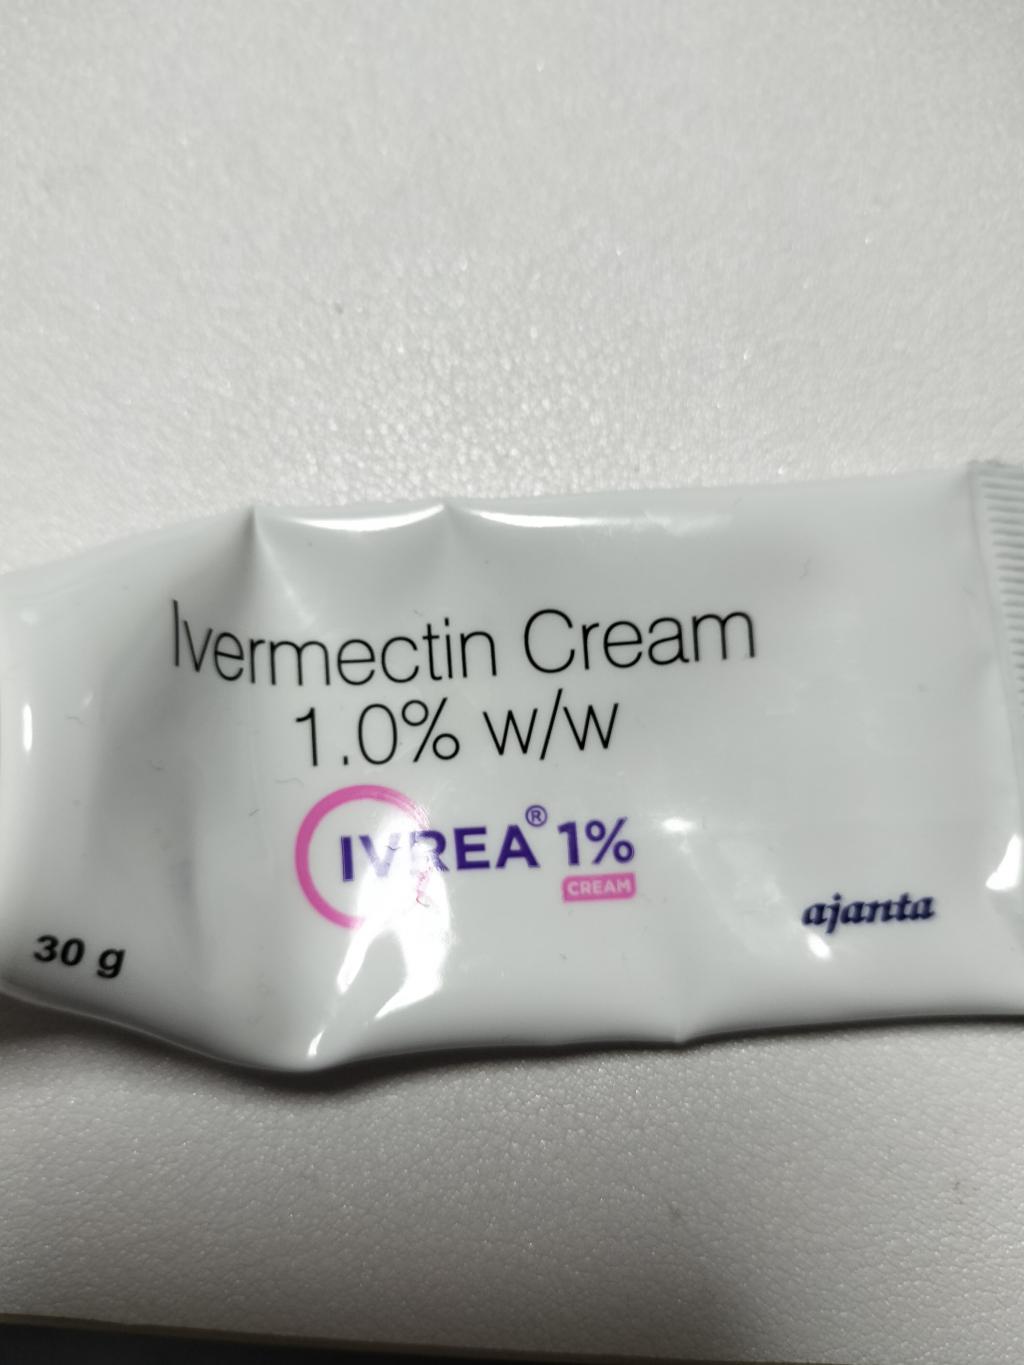 Ivermectin Cream
1.0% w/w
IVREA® 1%
CREAM
ajanta
30 g